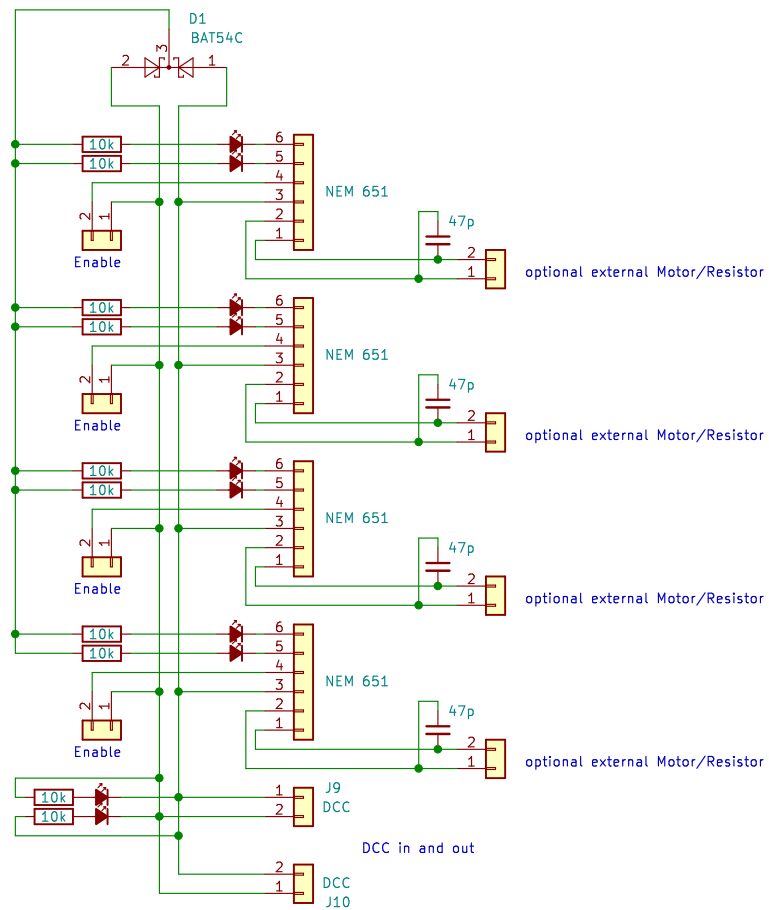 D1
BAT54C
3
2 1
10k 6
10k 5
4
NEM 651
2 1 3
2 47p
1
Enable 2
1 optional external Motor/Resistor
10k 6
10k 5
4
NEM 651
2 1 3
2 47p
1
Enable 2
1 optional external Motor/Resistor
10k 6
10k 5
4
NEM 651
2 1 3
2 47p
1
Enable 2
1 optional external Motor/Resistor
10k 6
10k 5
4
NEM 651
2 1 3
2 47p
1
Enable 2
1 optional external Motor/Resistor
J9
10k 1
10k 2 DCC
DCC in and out
2 DCC
1 J10